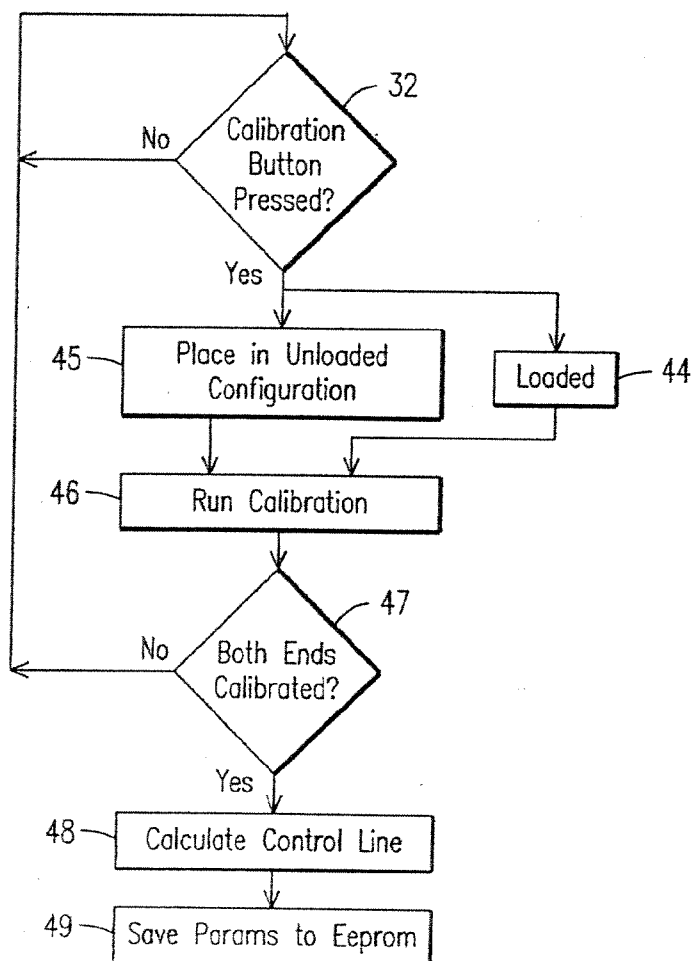 32
No
Calibration
Button
Pressed?
Yes
45
Place in Unloaded
Configuration
Loaded
44
46
Run Calibration
47
No
Both Ends
Calibrated?
Yes
48
Calculate Control Line
49
Save Params to Eeprom